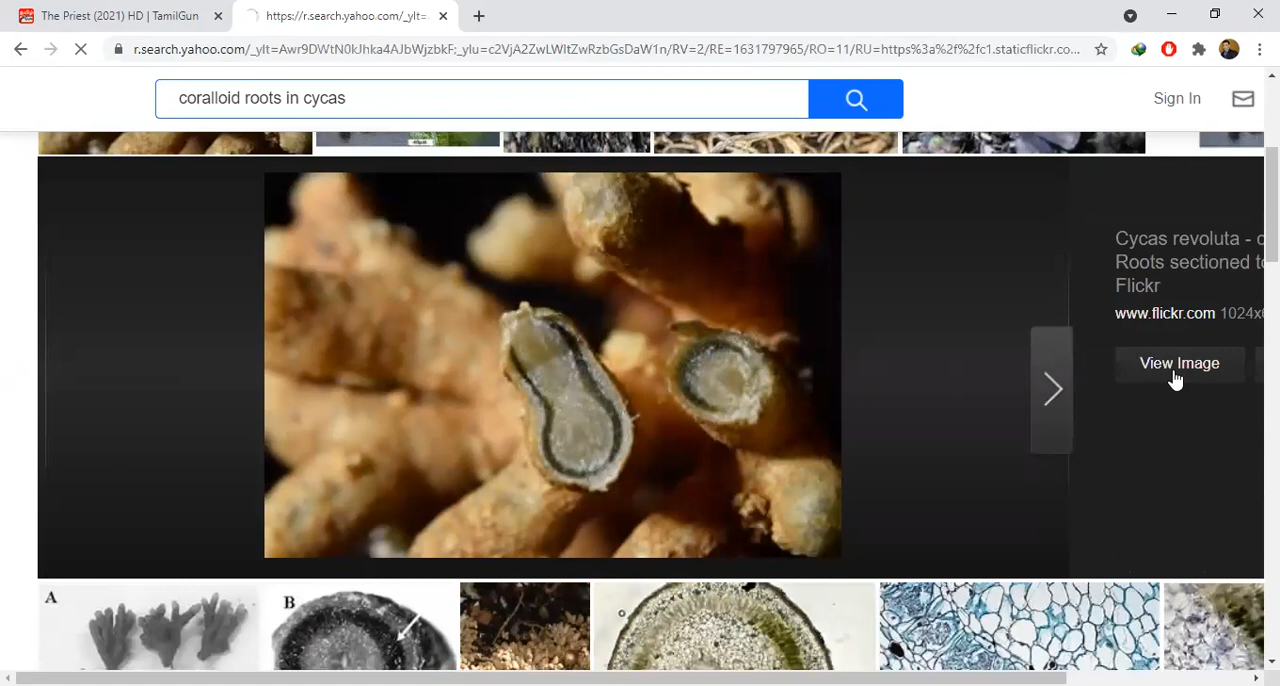 The Priest (2021) HD | TamilGun
https://r.search.yahoo.com/_ylt=
r.search.yahoo.com/_ylt=Awr9DWtN0kJhka4AJbWjzbkF;_ylu=c2VjA2ZwLWltZwRzbGsDaW1n/RV=2/RE=1631797965/RO=11/RU=https%3a%2f%2fc1.staticflickr.co...
coralloid roots in cycas
Sign In
Cycas revoluta - c
Roots sectioned to
Flickr
www.flickr.com 1024x6
View Image
A
B